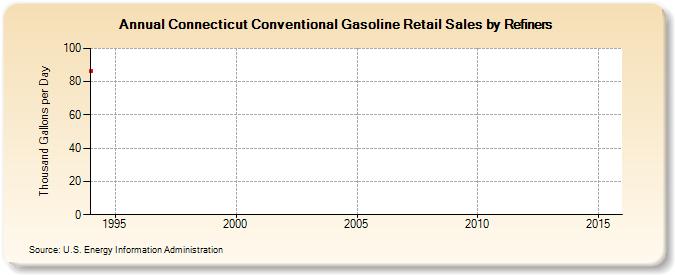 Annual Connecticut Conventional Gasoline Retail Sales by Refiners
Thousand Gallons per Day
100
80
60
40
20
0
1995 2000 2005 2010 2015
Source: U.S. Energy Information Administration